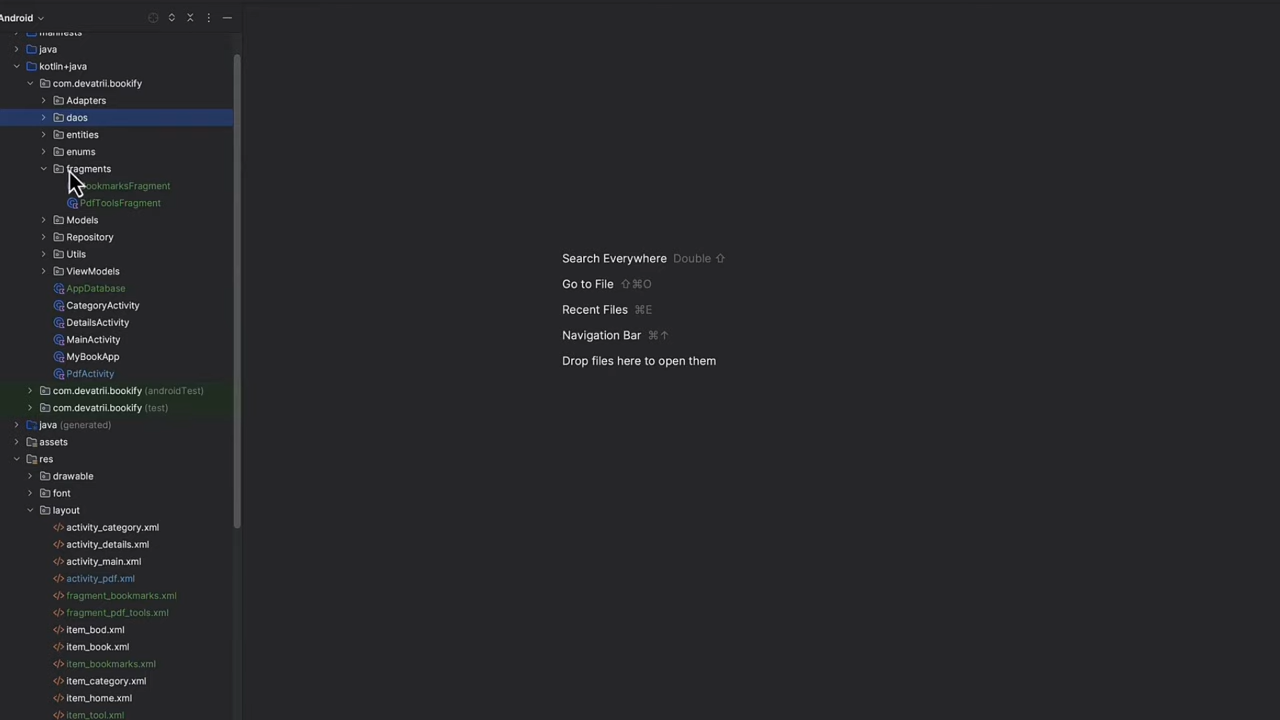 Android
manifests
java
kotlin+java
com.devatrii.bookify
Adapters
daos
entities
enums
fragments
ookmarksFragment
PdfToolsFragment
Models
Repository
Utils
ViewModels
AppDatabase
CategoryActivity
DetailsActivity
MainActivity
MyBookApp
PdfActivity
com.devatrii.bookify (androidTest)
com.devatrii.bookify (test)
java (generated)
assets
res
drawable
font
layout
activity_category.xml
activity_details.xml
activity_main.xml
activity_pdf.xml
fragment_bookmarks.xml
fragment_pdf_tools.xml
item_bod.xml
item_book.xml
item_bookmarks.xml
item_category.xml
item_home.xml
item_tool.xml
Search Everywhere Double ⇧
Go to File ⇧⌘O
Recent Files ⌘E
Navigation Bar ⌘↑
Drop files here to open them